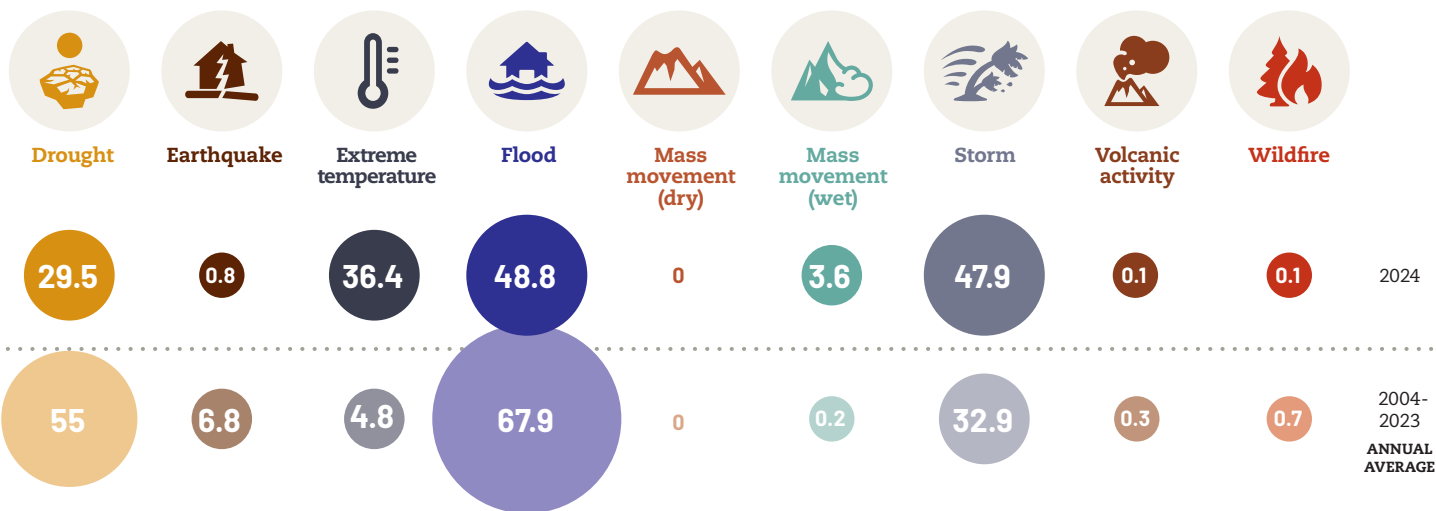 Drought
Earthquake
Extreme
temperature
Flood
Mass
movement
(dry)
Mass
movement
(wet)
Storm
Volcanic
activity
Wildfire
29.5
0.8
36.4
48.8
0
3.6
47.9
0.1
0.1
2024
55
6.8
4.8
67.9
0
0.2
32.9
0.3
0.7
2004-
2023
ANNUAL
AVERAGE